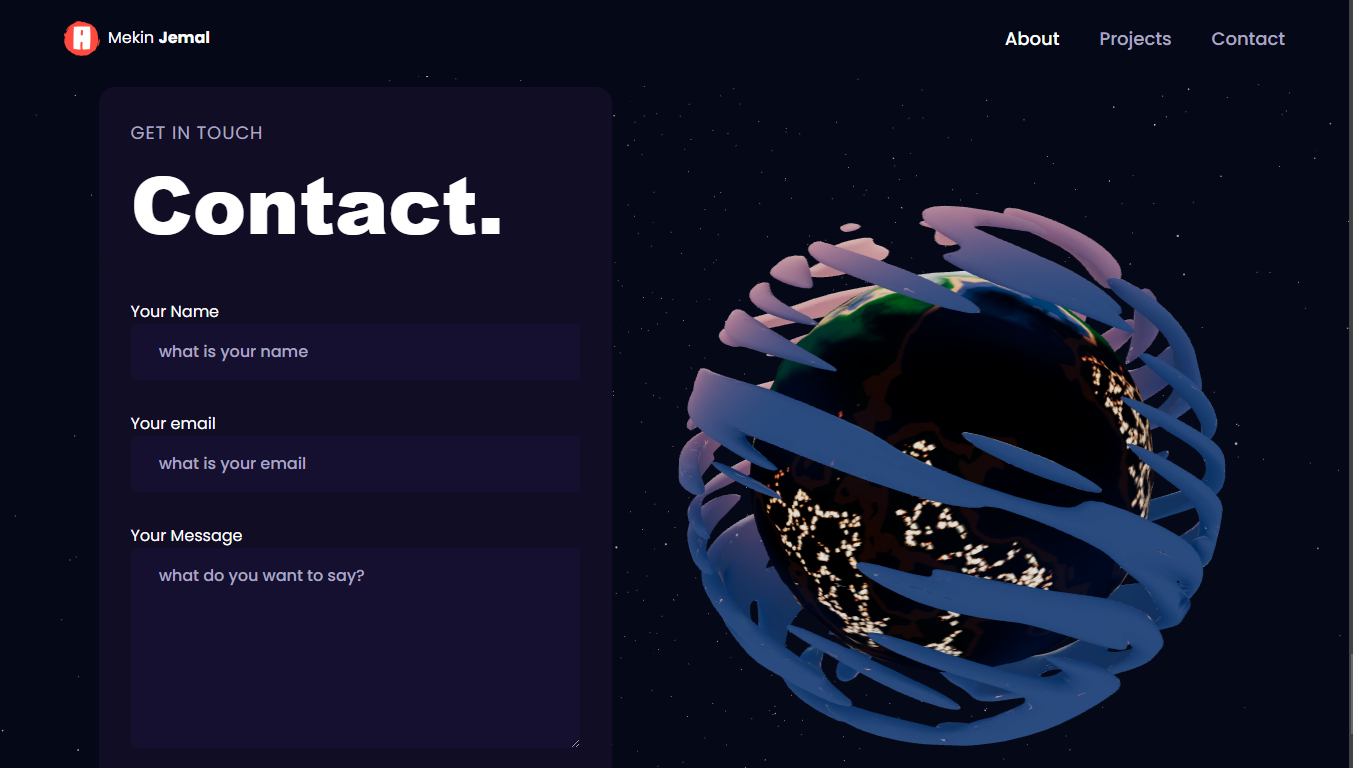 Mekin Jemal
About Projects Contact
GET IN TOUCH
Contact.
Your Name
what is your name
Your email
what is your email
Your Message
what do you want to say?